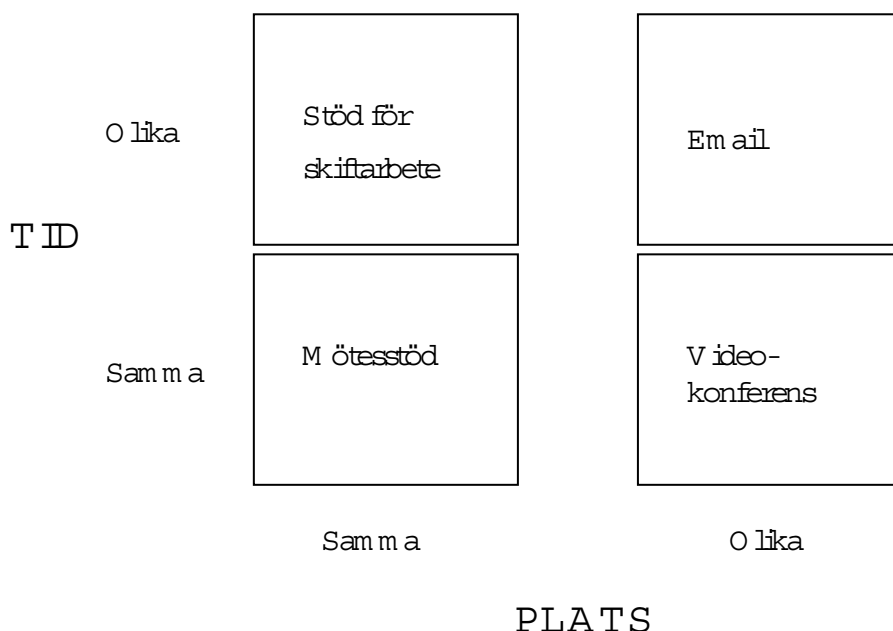 Stöd för
skiftarbete
Olika
Email
TID
Mötesstöd
Samma
Video-
konferens
Samma
Olika
PLATS